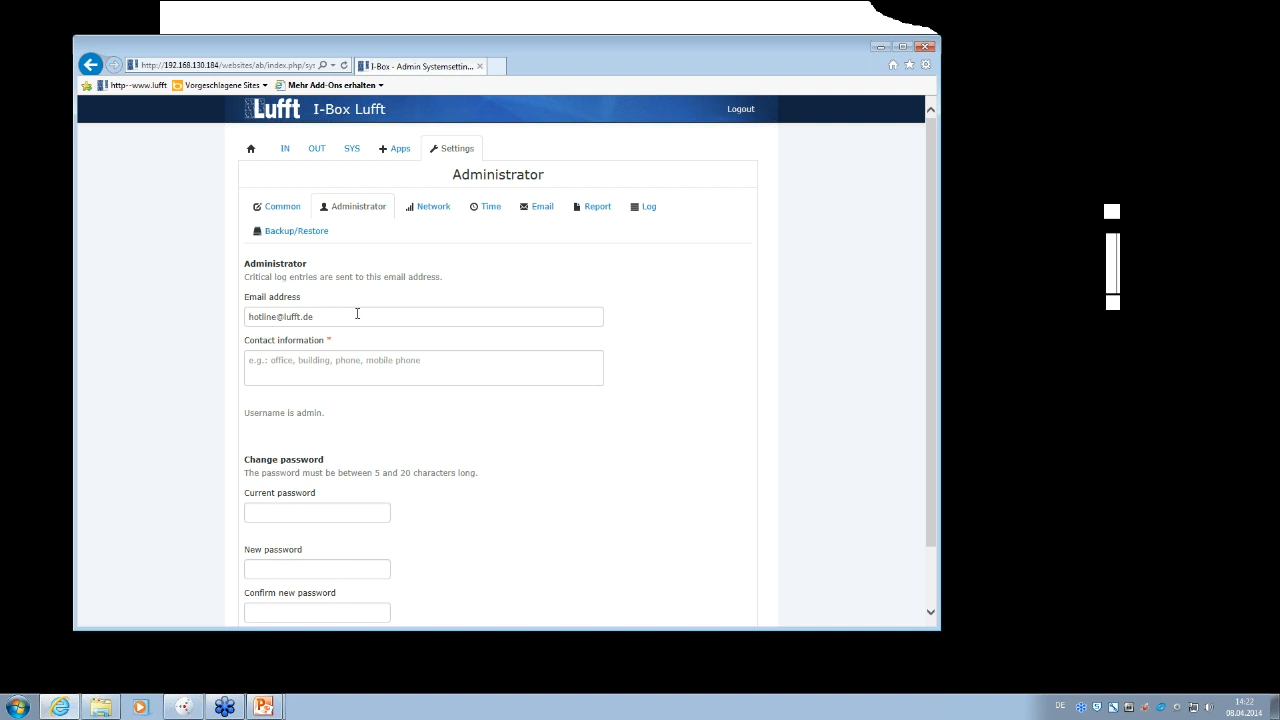 http://192.168.130.184/websites/ab/index.php/sys
I-Box - Admin Systemsettin...
http--www.lufft
Vorgeschlagene Sites
Mehr Add-Ons erhalten
Lufft
I-Box Lufft
Logout
IN
OUT
SYS
Apps
Settings
Administrator
Common
Administrator
Network
Time
Email
Report
Log
Backup/Restore
Administrator
Critical log entries are sent to this email address.
Email address
hotline@lufft.de
Contact information *
e.g.: office, building, phone, mobile phone
Username is admin.
Change password
The password must be between 5 and 20 characters long.
Current password
New password
Confirm new password
DE
14:22
08.04.2014